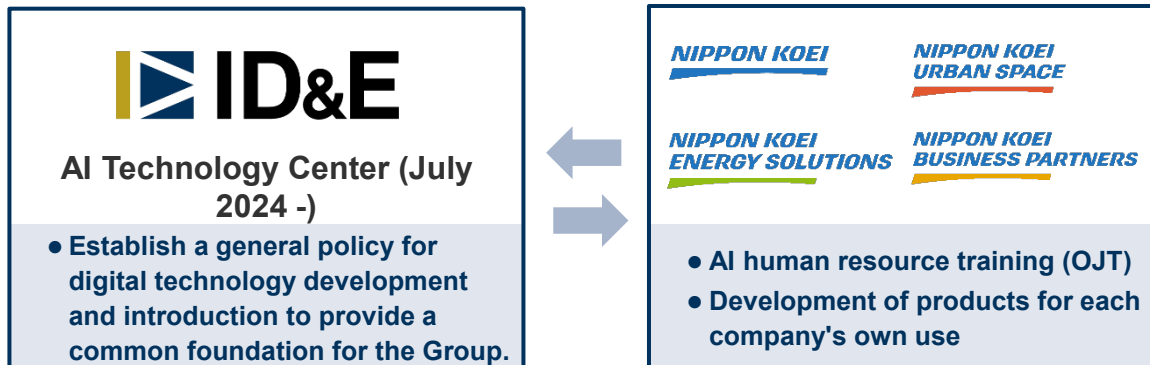 ID&E
AI Technology Center (July
2024 -)
● Establish a general policy for
digital technology development
and introduction to provide a
common foundation for the Group.
NIPPON KOEI
NIPPON KOEI
URBAN SPACE
NIPPON KOEI
ENERGY SOLUTIONS
NIPPON KOEI
BUSINESS PARTNERS
● AI human resource training (OJT)
● Development of products for each
company's own use